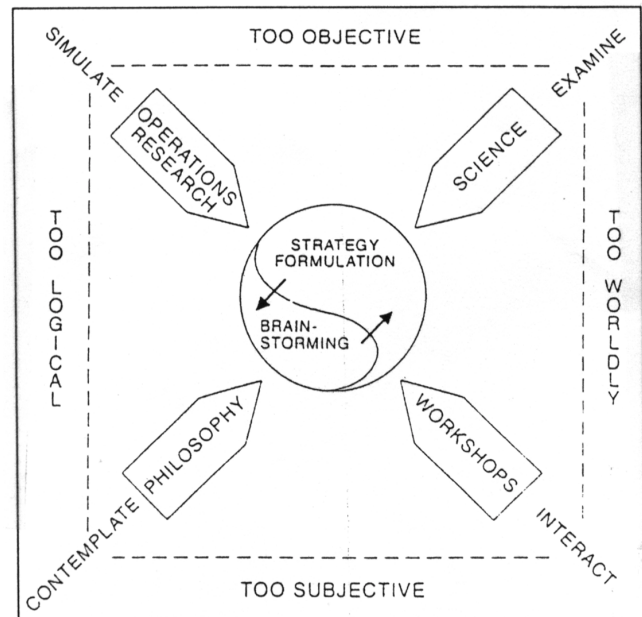 TOO OBJECTIVE
SIMULATE
EXAMINE
OPERATIONS
RESEARCH
SCIENCE
TOO LOGICAL
STRATEGY
FORMULATION
BRAIN-
STORMING
TOO WORLDLY
PHILOSOPHY
WORKSHOPS
CONTEMPLATE
INTERACT
TOO SUBJECTIVE